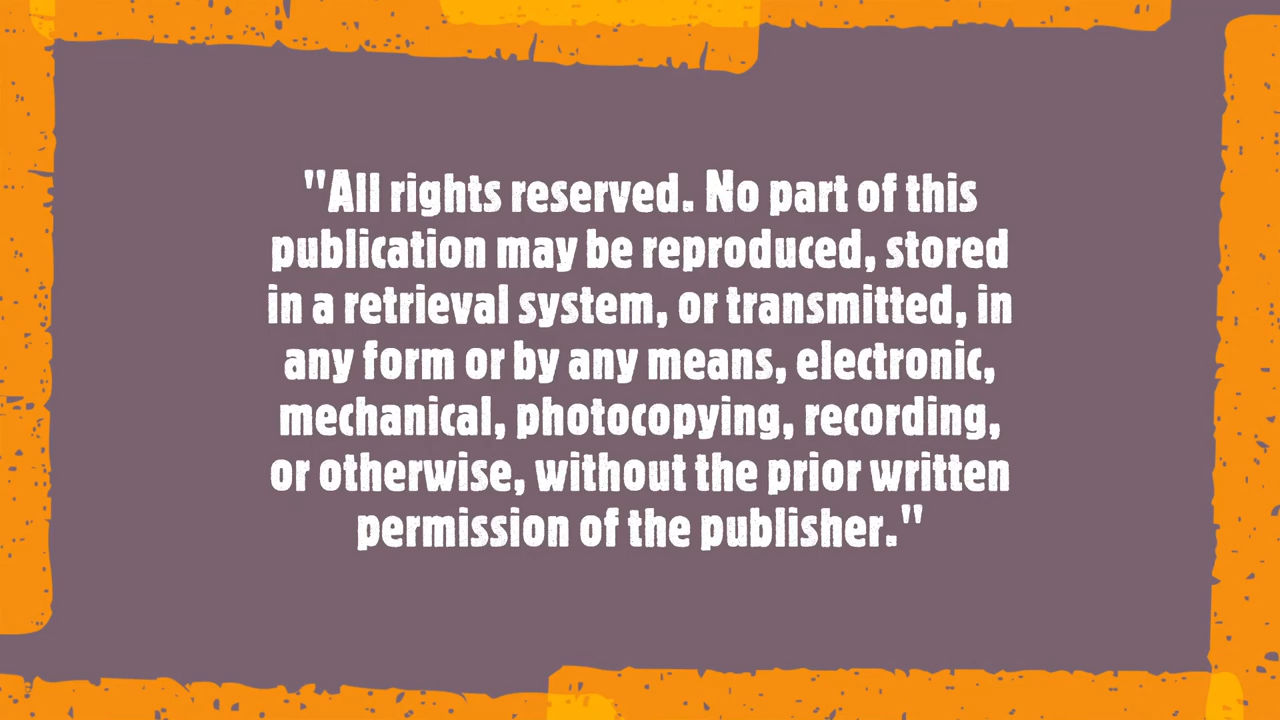 "All rights reserved. No part of this
publication may be reproduced, stored
in a retrieval system, or transmitted, in
any form or by any means, electronic,
mechanical, photocopying, recording,
or otherwise, without the prior written
permission of the publisher."